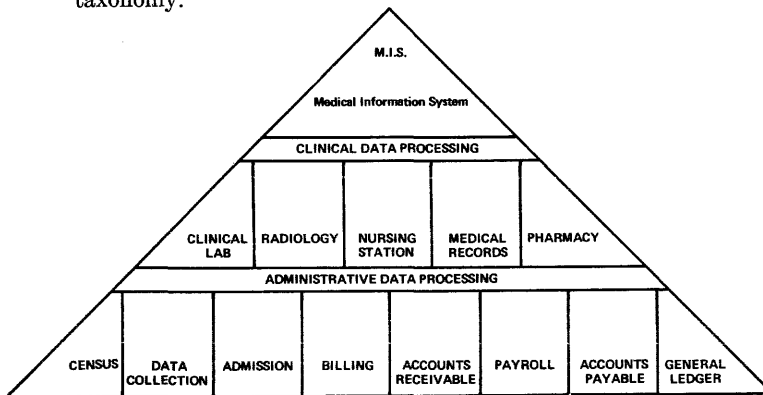 taxonomy:
M.I.S.
Medical Information System
CLINICAL DATA PROCESSING
CLINICAL
LAB
RADIOLOGY
NURSING
STATION
MEDICAL
RECORDS
PHARMACY
ADMINISTRATIVE DATA PROCESSING
CENSUS
DATA
COLLECTION
ADMISSION
BILLING
ACCOUNTS
RECEIVABLE
PAYROLL
ACCOUNTS
PAYABLE
GENERAL
LEDGER